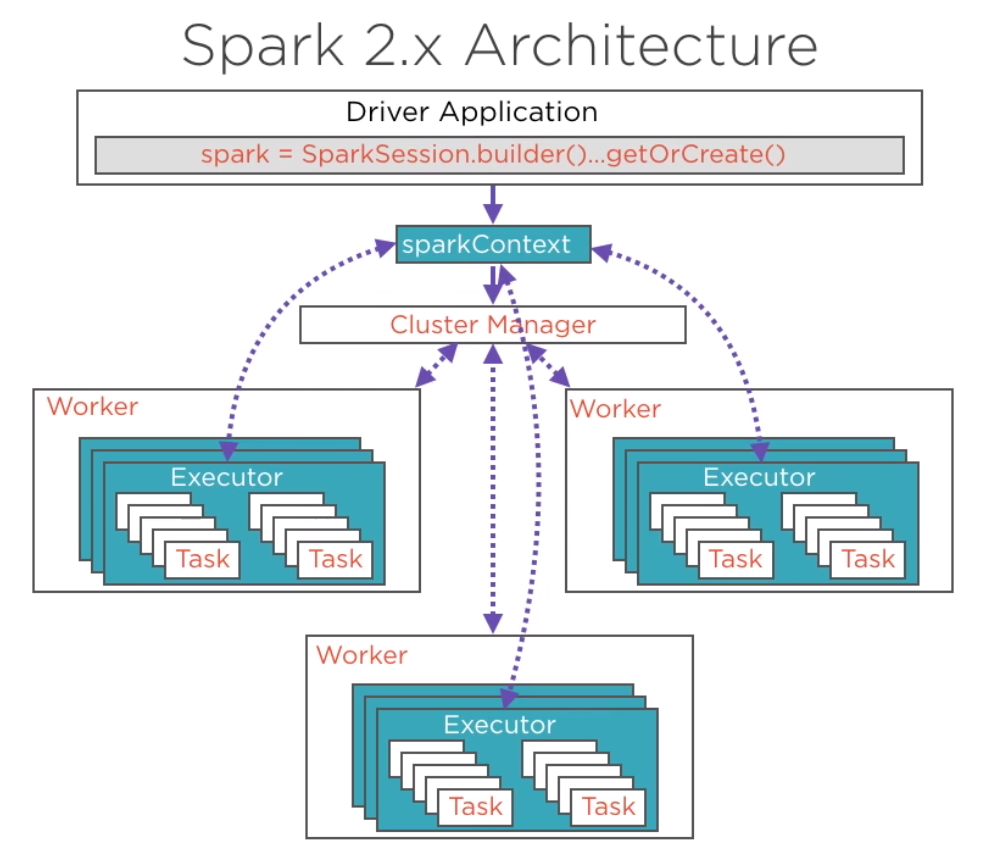 Spark 2.x Architecture
Driver Application
spark = SparkSession.builder()...getOrCreate()
sparkContext
Cluster Manager
Worker
Executor
Task
Task
Worker
Executor
Task
Task
Worker
Executor
Task
Task